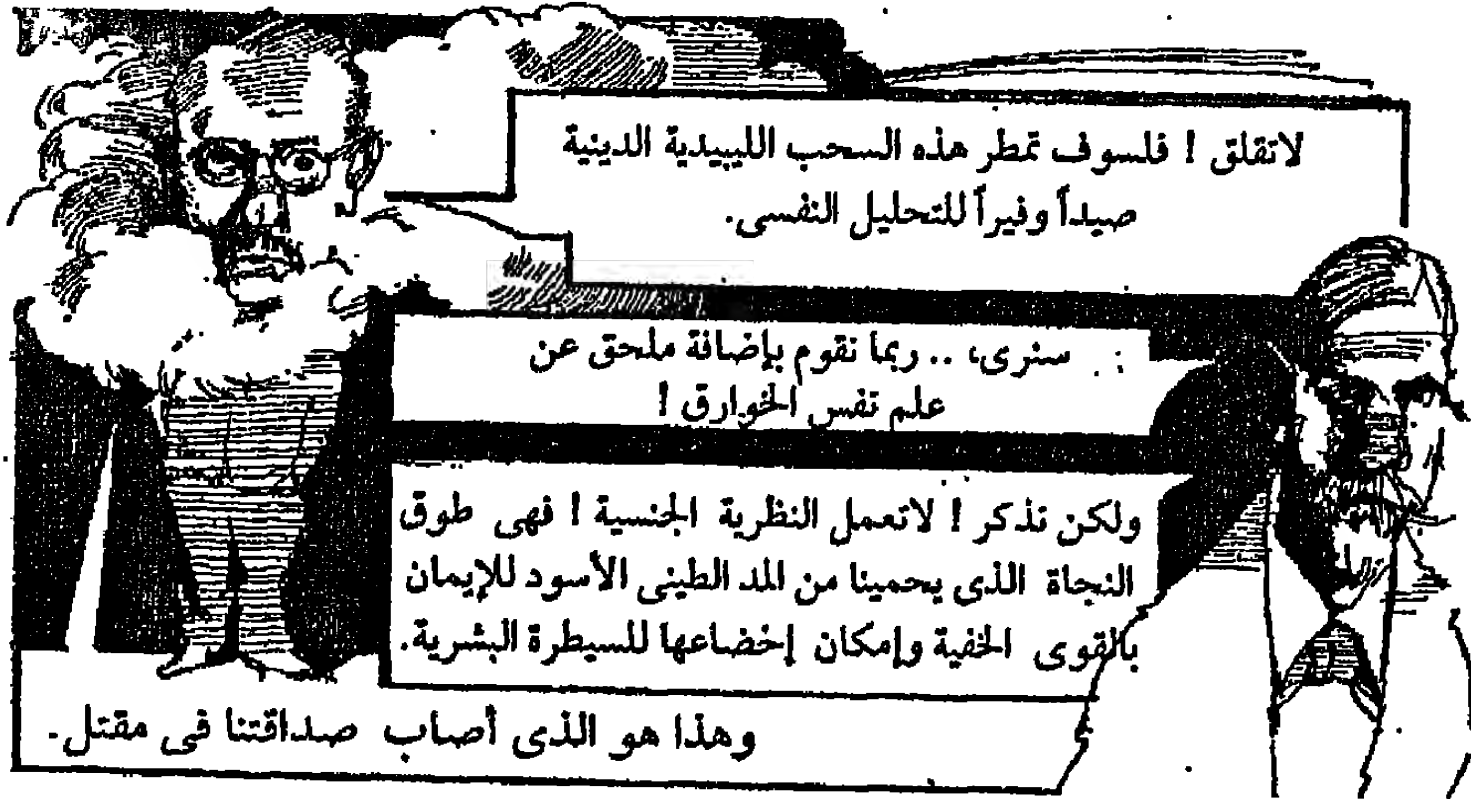 لاتقلق ! فلسوف تمطر هذه السحب الليبيدية الدينية
صيداً وفيراً للتحليل النفسى.
سنرى، .. ربما نقوم بإضافة ملحق عن
علم نفس الخوارق !
ولكن تذكر ! لاتعمل النظرية الجنسية ! فهى طوق
النجاة الذى يحمينا من المد الطينى الأسود للإيمان
بالقوى الخفية وإمكان إخضاعها للسيطرة البشرية.
وهذا هو الذى أصاب صداقتنا فى مقتل.